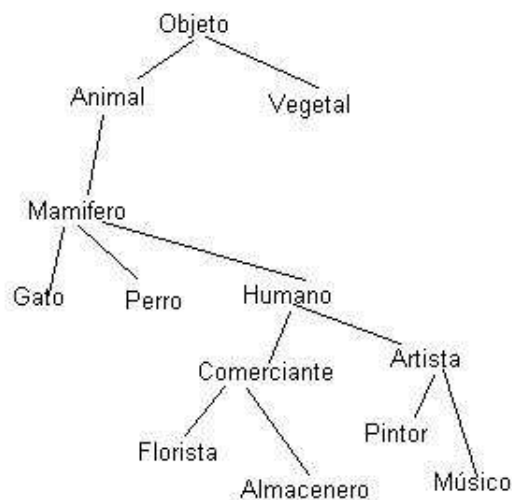 Objeto
Animal
Vegetal
Mamifero
Gato
Perro
Humano
Comerciante
Artista
Florista
Pintor
Almacenero
Músico